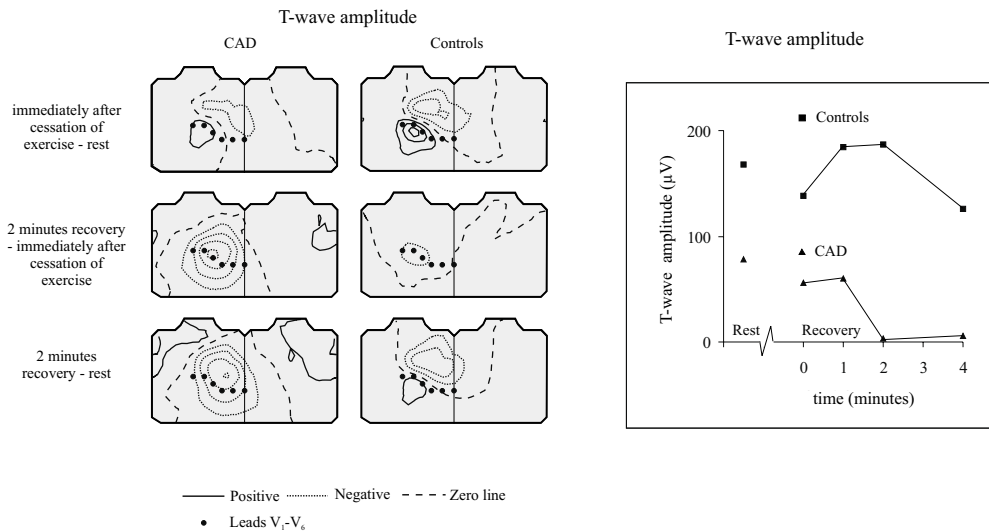 T-wave amplitude
CAD
Controls
immediately after
cessation of
exercise - rest
2 minutes recovery
- immediately after
cessation of
exercise
2 minutes
recovery - rest
Positive
Negative
Zero line
Leads V₁-V₆
T-wave amplitude
T-wave amplitude (µV)
200
100
0
Controls
CAD
Rest
Recovery
0 1 2 3 4
time (minutes)